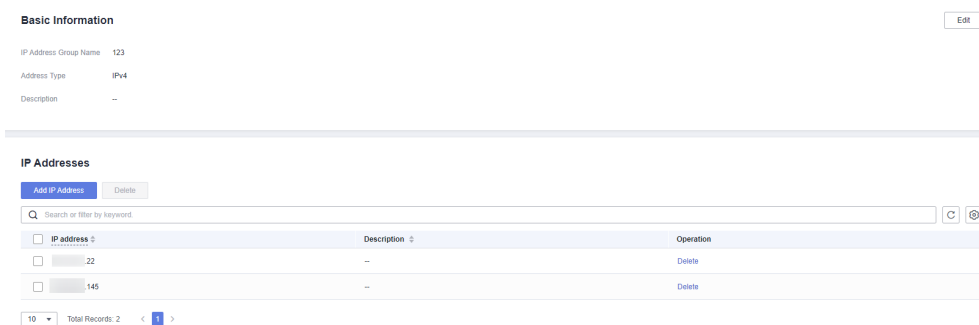 Basic Information
Edit
IP Address Group Name 123
Address Type IPv4
Description --
IP Addresses
Add IP Address Delete
Search or filter by keyword.
IP address Description Operation
.22 -- Delete
.145 -- Delete
10 Total Records: 2 < 1 >